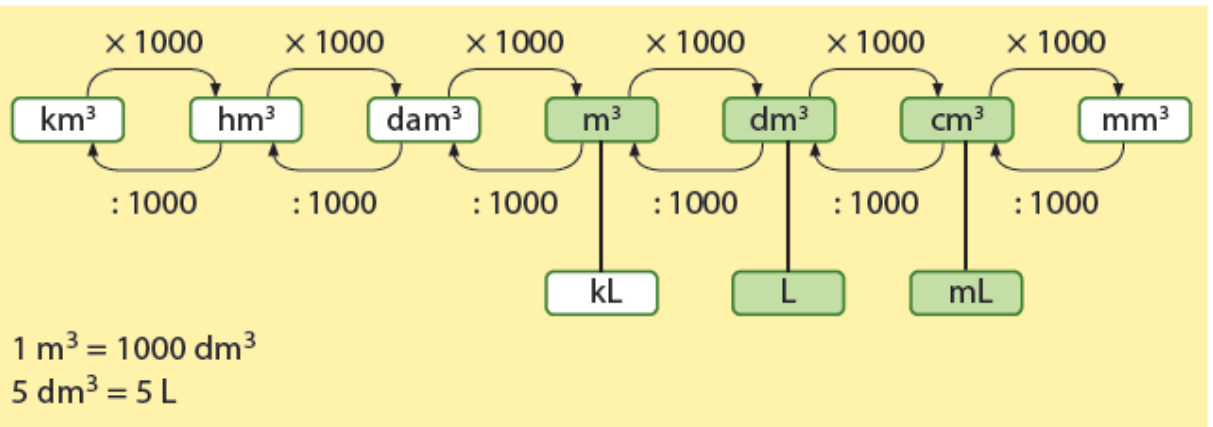 × 1000 × 1000 × 1000 × 1000 × 1000 × 1000
km³ hm³ dam³ m³ dm³ cm³ mm³
: 1000 : 1000 : 1000 : 1000 : 1000 : 1000
kL L mL
1 m³ = 1000 dm³
5 dm³ = 5 L